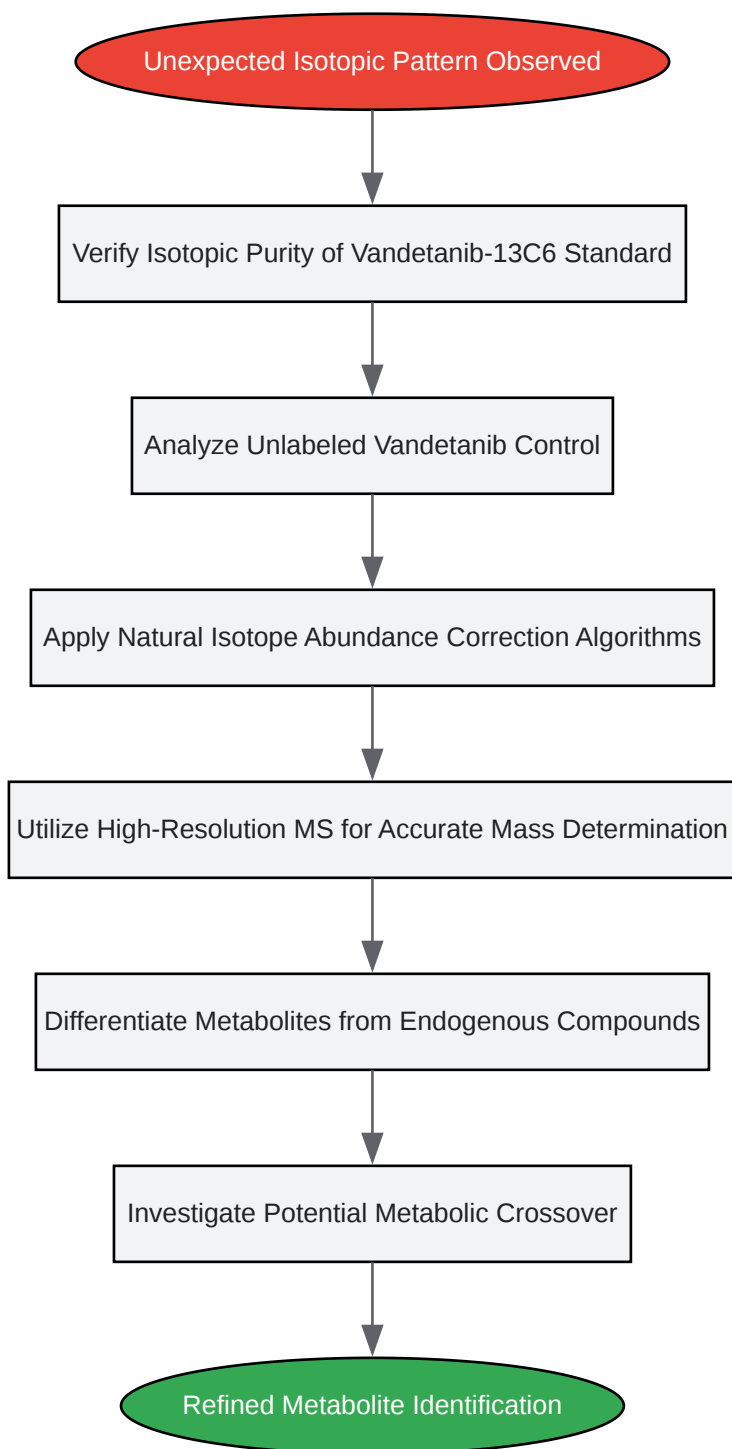 Unexpected Isotopic Pattern Observed
Verify Isotopic Purity of Vandetanib-13C6 Standard
Analyze Unlabeled Vandetanib Control
Apply Natural Isotope Abundance Correction Algorithms
Utilize High-Resolution MS for Accurate Mass Determination
Differentiate Metabolites from Endogenous Compounds
Investigate Potential Metabolic Crossover
Refined Metabolite Identification